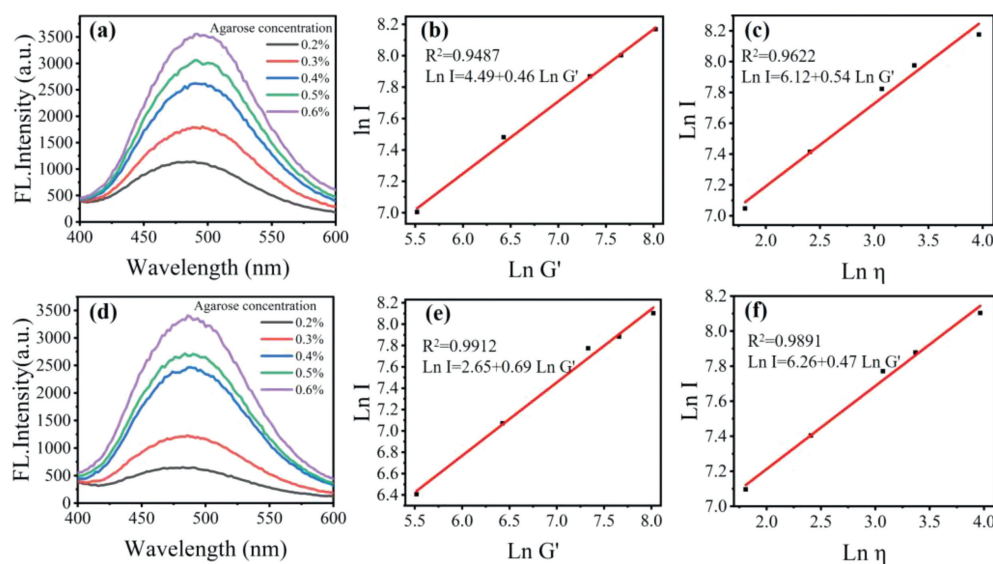 (a)
Agarose concentration
0.2%
0.3%
0.4%
0.5%
0.6%
3500
3000
2500
2000
1500
1000
500
0
400 450 500 550 600
FL.Intensity (a.u.)
Wavelength (nm)
(b)
R²=0.9487
Ln I=4.49+0.46 Ln G'
8.2
8.0
7.8
7.6
7.4
7.2
7.0
5.5 6.0 6.5 7.0 7.5 8.0
ln I
Ln G'
(c)
R²=0.9622
Ln I=6.12+0.54 Ln G'
8.2
8.0
7.8
7.6
7.4
7.2
7.0
2.0 2.5 3.0 3.5 4.0
Ln I
Ln η
(d)
Agarose concentration
0.2%
0.3%
0.4%
0.5%
0.6%
3500
3000
2500
2000
1500
1000
500
0
400 450 500 550 600
FL.Intensity(a.u.)
Wavelength (nm)
(e)
R²=0.9912
Ln I=2.65+0.69 Ln G'
8.2
8.0
7.8
7.6
7.4
7.2
7.0
6.8
6.6
6.4
5.5 6.0 6.5 7.0 7.5 8.0
Ln I
Ln G'
(f)
R²=0.9891
Ln I=6.26+0.47 Ln G'
8.2
8.0
7.8
7.6
7.4
7.2
7.0
2.0 2.5 3.0 3.5 4.0
Ln I
Ln η